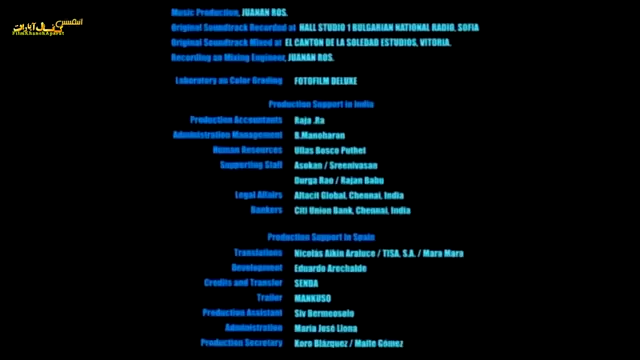 Music Production, JUANAN ROS.
Original Soundtrack Recorded at HALL STUDIO 1 BULGARIAN NATIONAL RADIO, SOFIA
Original Soundtrack Mixed at EL CANTON DE LA SOLEDAD ESTUDIOS, VITORIA.
Recording an Mixing Engineer, JUANAN ROS.
Laboratory an Color Grading FOTOFILM DELUXE
Production Support in India
Production Accountants Raja .Ra
Administration Management B.Manoharan
Human Resources Ullas Bosco Puthet
Supporting Staff Asokan / Sreenivasan
Durga Rao / Rajan Babu
Legal Affairs Altacit Global, Chennai, India
Bankers Citi Union Bank, Chennai, India
Production Support in Spain
Translations Nicolás Aikin Araluce / TISA, S.A. / Mara Mara
Development Eduardo Arechalde
Credits and Transfer SENDA
Trailer MANKUSO
Production Assistant Siv Bermeosolo
Administration María José Llona
Production Secretary Koro Blázquez / Maite Gómez